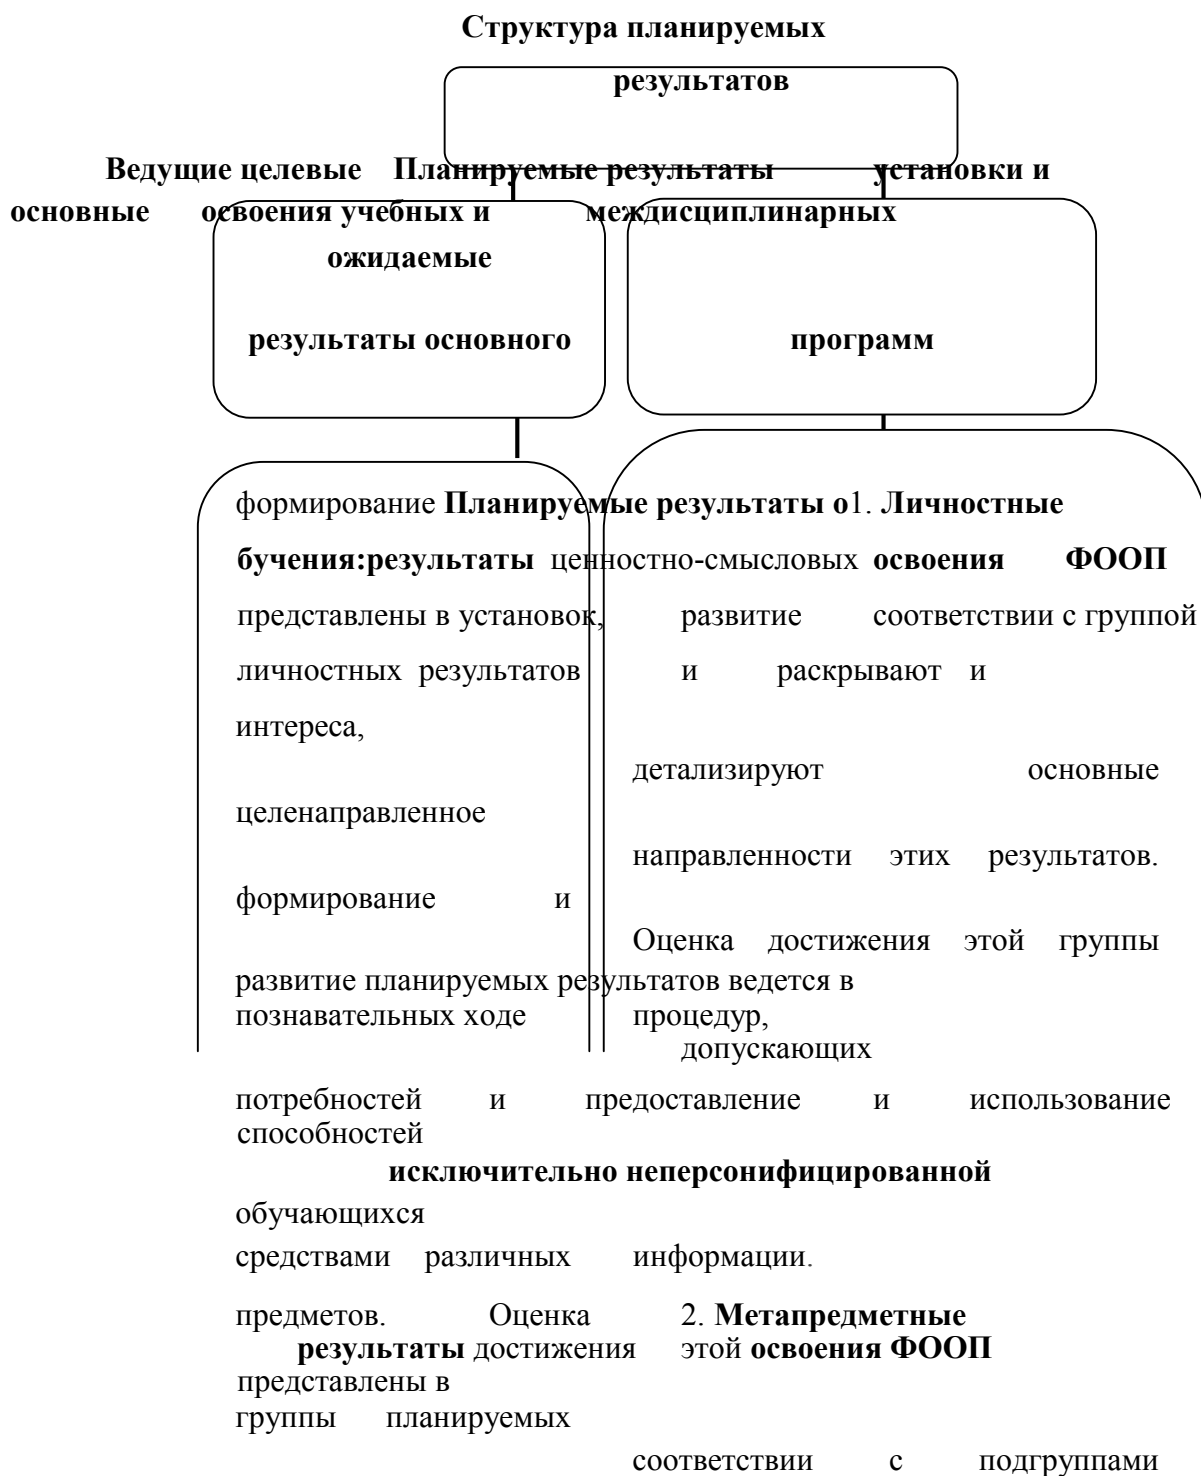 Структура планируемых
результатов
Ведущие целевые Планируемые результаты установки и
основные освоения учебных и междисциплинарных
ожидаемые
результаты основного программ
формирование Планируемые результаты о1. Личностные
бучения:результаты ценностно-смысловых освоения ФООП
представлены в установок, развитие соответствии с группой
личностных результатов и раскрывают и
интереса,
детализируют основные
целенаправленное
направленности этих результатов.
формирование и
Оценка достижения этой группы
развитие планируемых результатов ведется в
познавательных ходе процедур,
допускающих
потребностей и предоставление и использование
способностей
исключительно неперсонифицированной
обучающихся
средствами различных информации.
предметов. Оценка 2. Метапредметные
результаты достижения этой освоения ФООП
представлены в
группы планируемых
соответствии с подгруппами